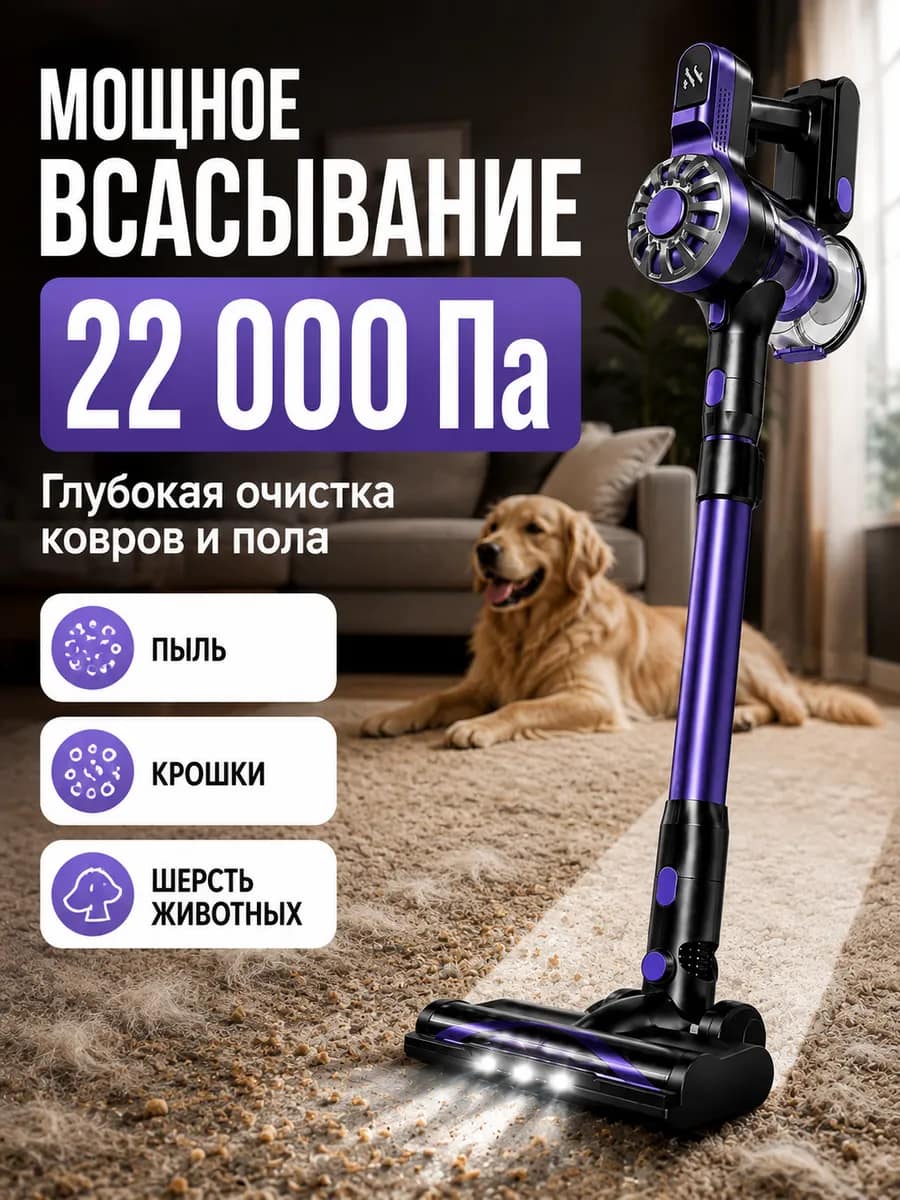 МОЩНОЕ
ВСАСЫВАНИЕ
22 000 Па
Глубокая очистка
ковров и пола
ПЫЛЬ
КРОШКИ
ШЕРСТЬ
ЖИВОТНЫХ